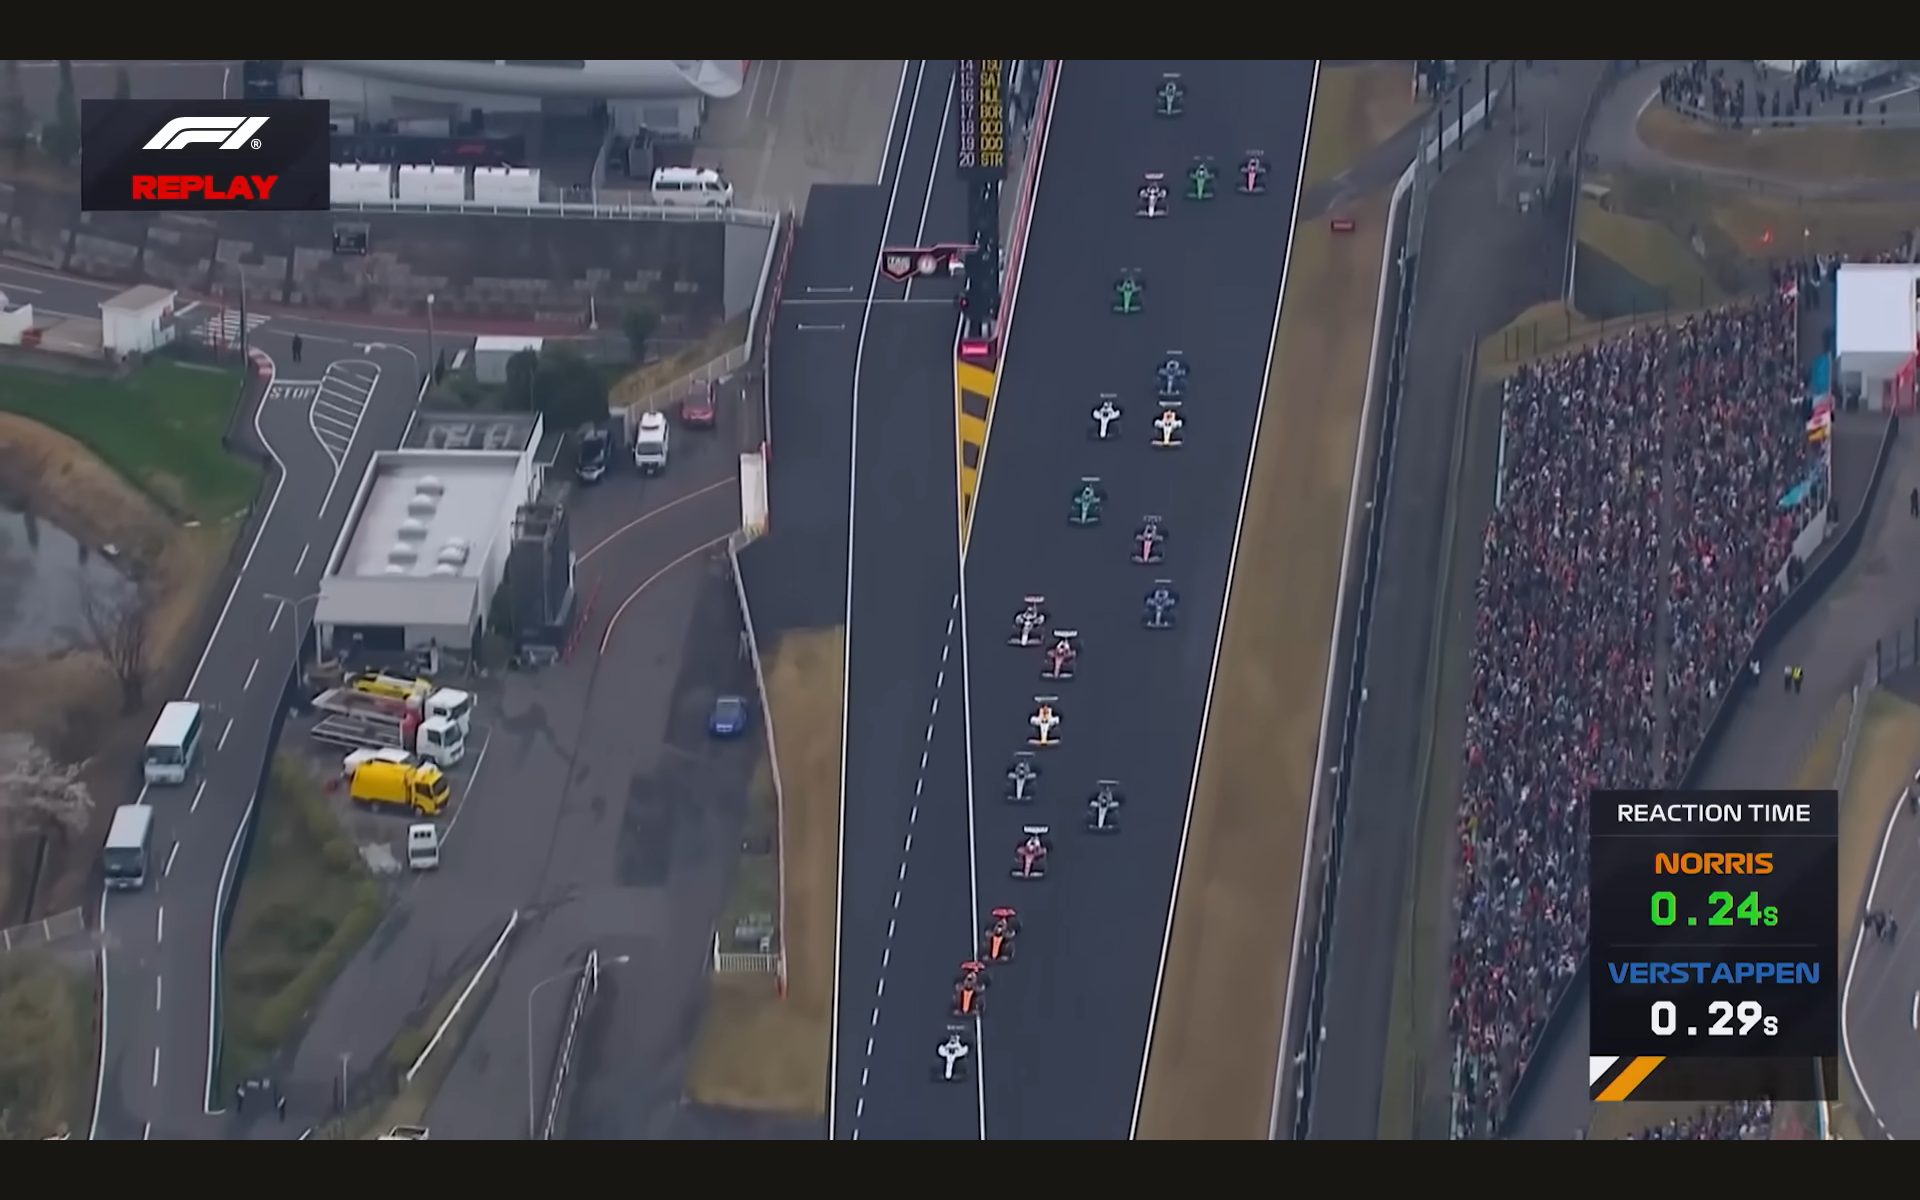 F1®
REPLAY
14 TSU
15 SAI
16 HUL
17 BOR
18 OCO
19 DOO
20 STR
TAG
STOP
REACTION TIME
NORRIS
0.24s
VERSTAPPEN
0.29s